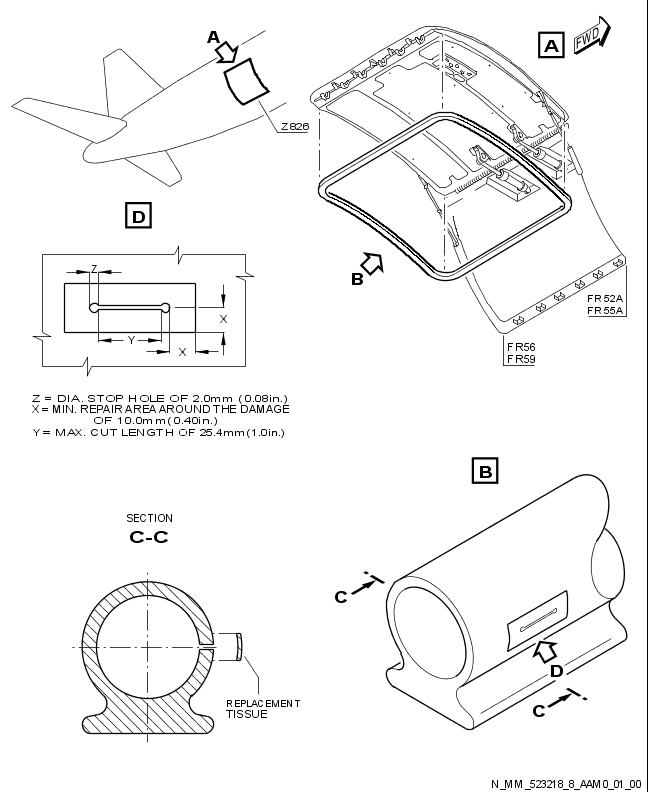 A
A
FWD
Z826
D
B
Z
X
Y
X
FR52A
FR55A
FR56
FR59
Z = DIA. STOP HOLE OF 2.0mm (0.08in.)
X = MIN. REPAIR AREA AROUND THE DAMAGE
OF 10.0mm (0.40in.)
Y = MAX. CUT LENGTH OF 25.4mm (1.0in.)
B
SECTION
C-C
C
D
C
REPLACEMENT
TISSUE
N_MM_523218_8_AAM0_01_00